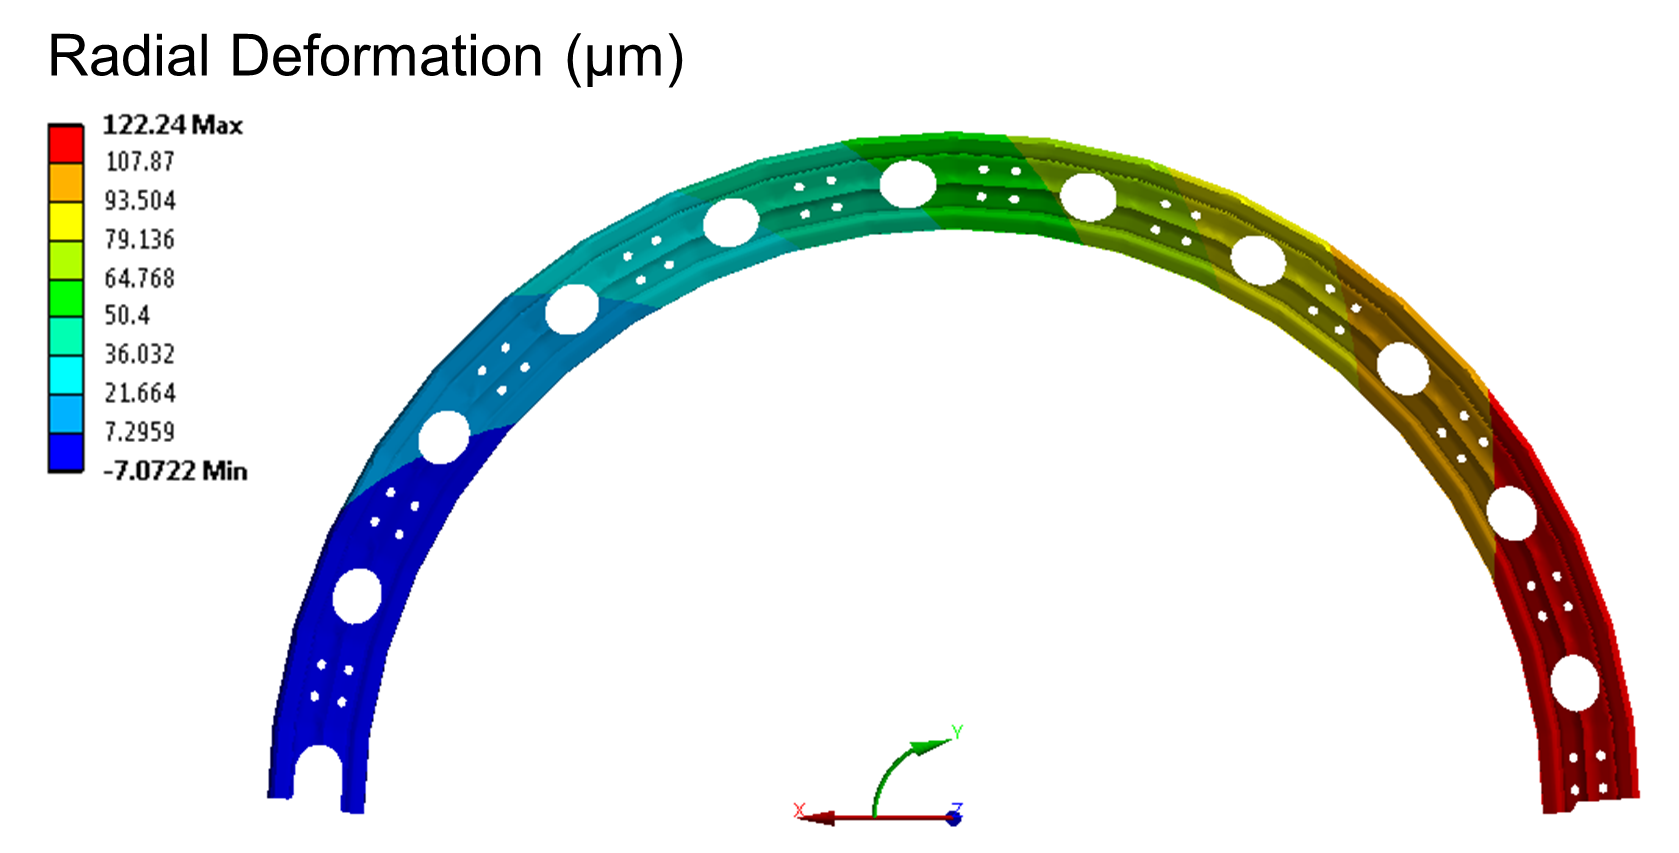 Radial Deformation (µm)
122.24 Max
107.87
93.504
79.136
64.768
50.4
36.032
21.664
7.2959
-7.0722 Min
Y
X
Z